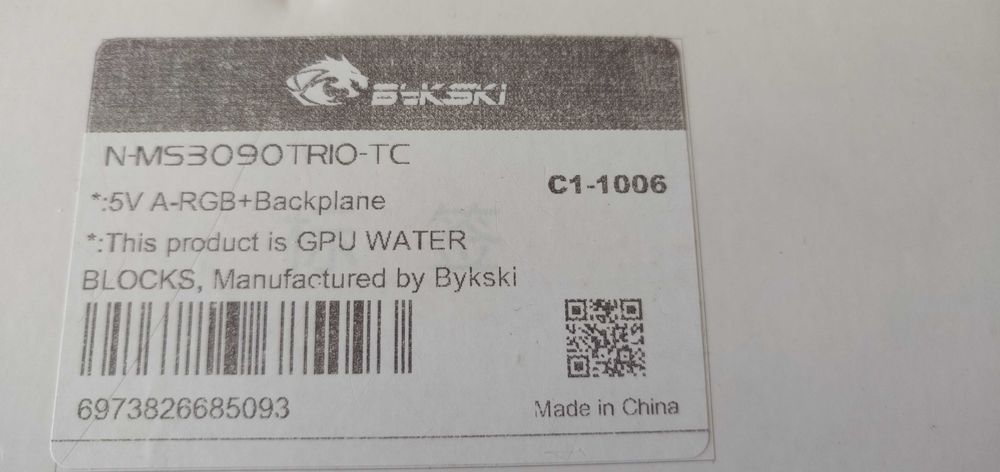 BYKSKI
N-MS3090TRIO-TC
C1-1006
*:5V A-RGB+Backplane
*:This product is GPU WATER
BLOCKS, Manufactured by Bykski
6973826685093
Made in China